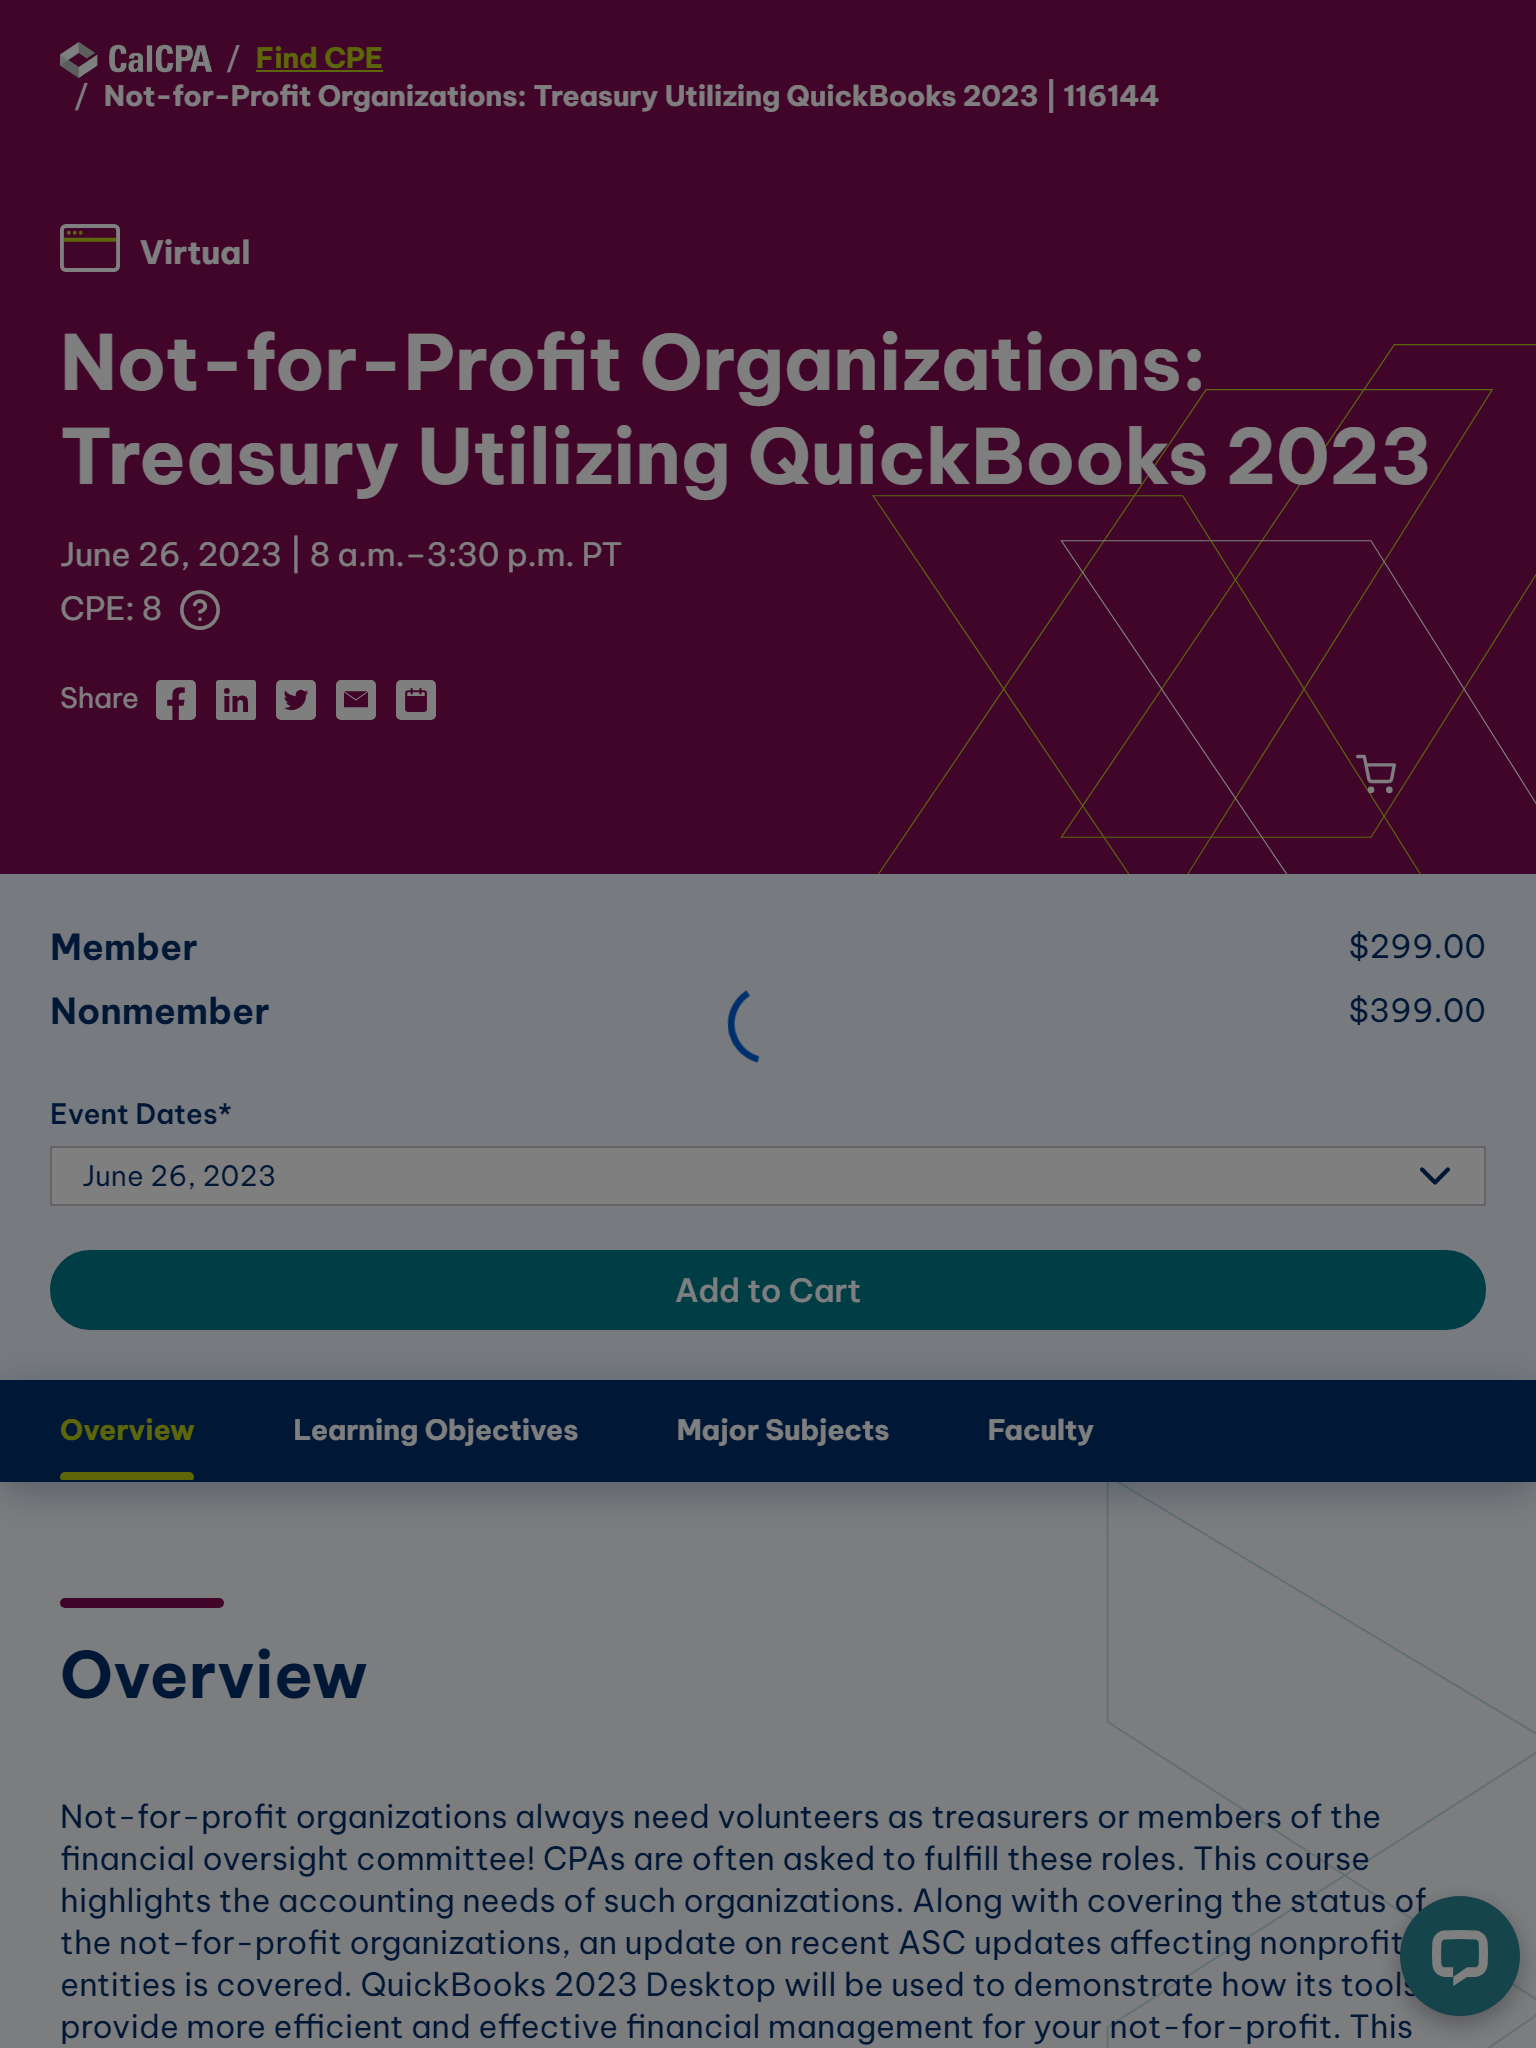 CalCPA / Find CPE
/ Not-for-Profit Organizations: Treasury Utilizing QuickBooks 2023 | 116144
Virtual
Not-for-Profit Organizations:
Treasury Utilizing QuickBooks 2023
June 26, 2023 | 8 a.m.–3:30 p.m. PT
CPE: 8 ?
Share
Member $299.00
Nonmember $399.00
Event Dates*
June 26, 2023
Add to Cart
Overview Learning Objectives Major Subjects Faculty
Overview
Not-for-profit organizations always need volunteers as treasurers or members of the
financial oversight committee! CPAs are often asked to fulfill these roles. This course
highlights the accounting needs of such organizations. Along with covering the status of
the not-for-profit organizations, an update on recent ASC updates affecting nonprofit
entities is covered. QuickBooks 2023 Desktop will be used to demonstrate how its tools
provide more efficient and effective financial management for your not-for-profit. This